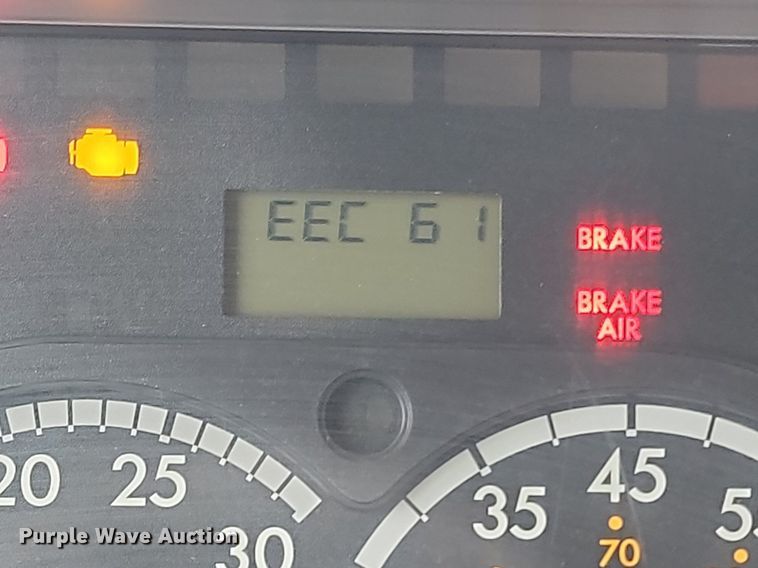 EEC 61
BRAKE
BRAKE
AIR
20
25
30
35
45
70
Purple Wave Auction